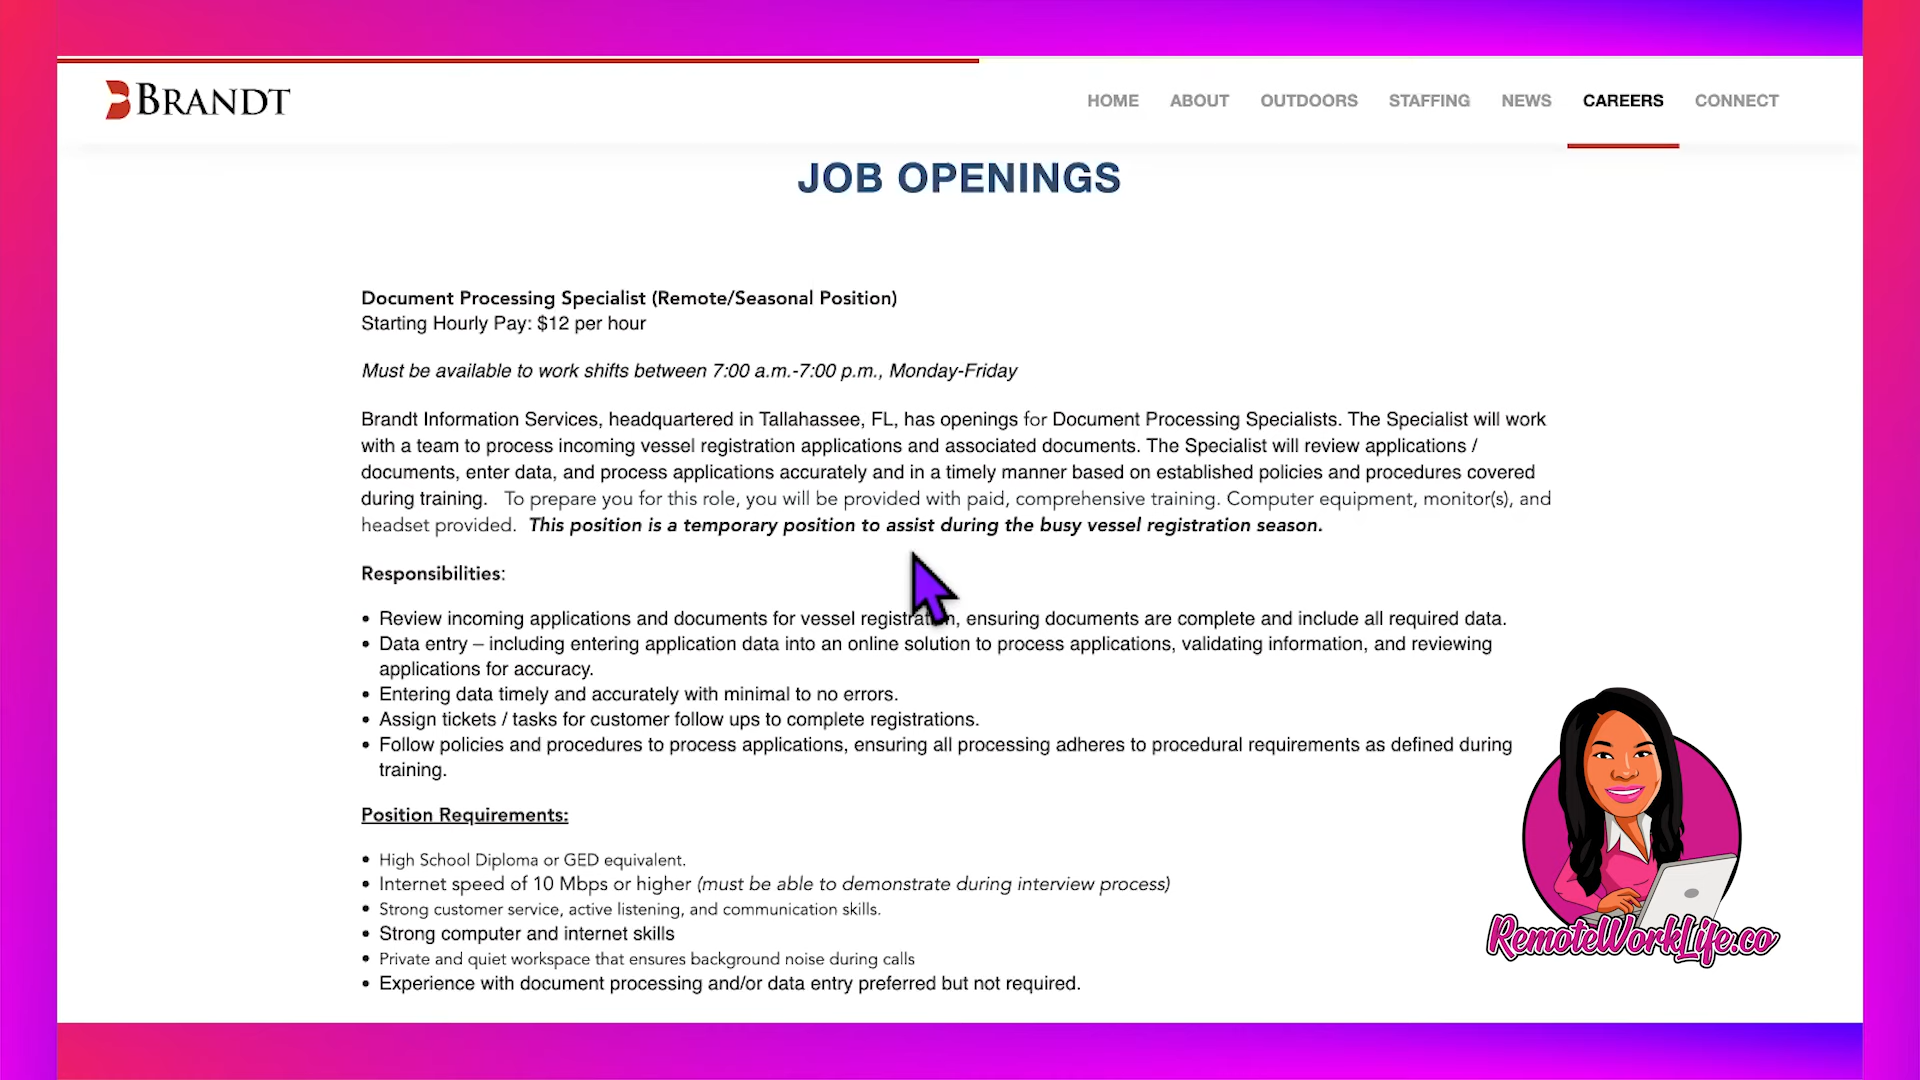 BRANDT
HOME ABOUT OUTDOORS STAFFING NEWS CAREERS CONNECT
JOB OPENINGS
Document Processing Specialist (Remote/Seasonal Position)
Starting Hourly Pay: $12 per hour
Must be available to work shifts between 7:00 a.m.-7:00 p.m., Monday-Friday
Brandt Information Services, headquartered in Tallahassee, FL, has openings for Document Processing Specialists. The Specialist will work
with a team to process incoming vessel registration applications and associated documents. The Specialist will review applications /
documents, enter data, and process applications accurately and in a timely manner based on established policies and procedures covered
during training. To prepare you for this role, you will be provided with paid, comprehensive training. Computer equipment, monitor(s), and
headset provided. This position is a temporary position to assist during the busy vessel registration season.
Responsibilities:
• Review incoming applications and documents for vessel registration, ensuring documents are complete and include all required data.
• Data entry – including entering application data into an online solution to process applications, validating information, and reviewing
applications for accuracy.
• Entering data timely and accurately with minimal to no errors.
• Assign tickets / tasks for customer follow ups to complete registrations.
• Follow policies and procedures to process applications, ensuring all processing adheres to procedural requirements as defined during
training.
Position Requirements:
• High School Diploma or GED equivalent.
• Internet speed of 10 Mbps or higher (must be able to demonstrate during interview process)
• Strong customer service, active listening, and communication skills.
• Strong computer and internet skills
• Private and quiet workspace that ensures background noise during calls
• Experience with document processing and/or data entry preferred but not required.
RemoteWorkLife.co